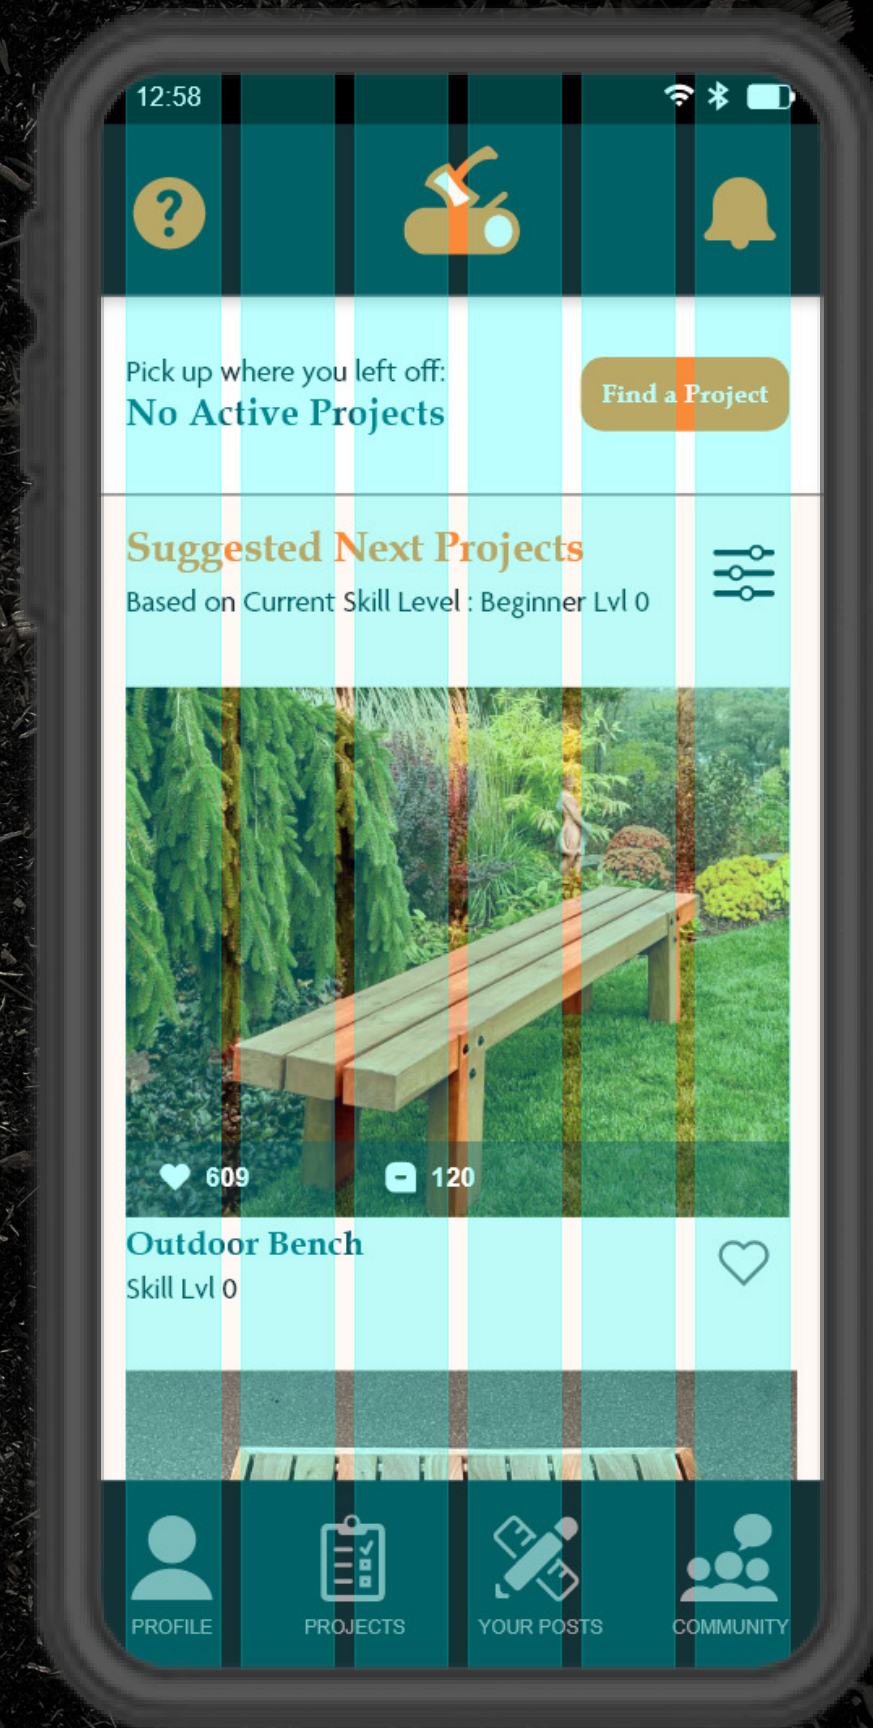 12:58
?
Pick up where you left off:
No Active Projects
Find a Project
Suggested Next Projects
Based on Current Skill Level : Beginner Lvl 0
609
120
Outdoor Bench
Skill Lvl 0
PROFILE
PROJECTS
YOUR POSTS
COMMUNITY